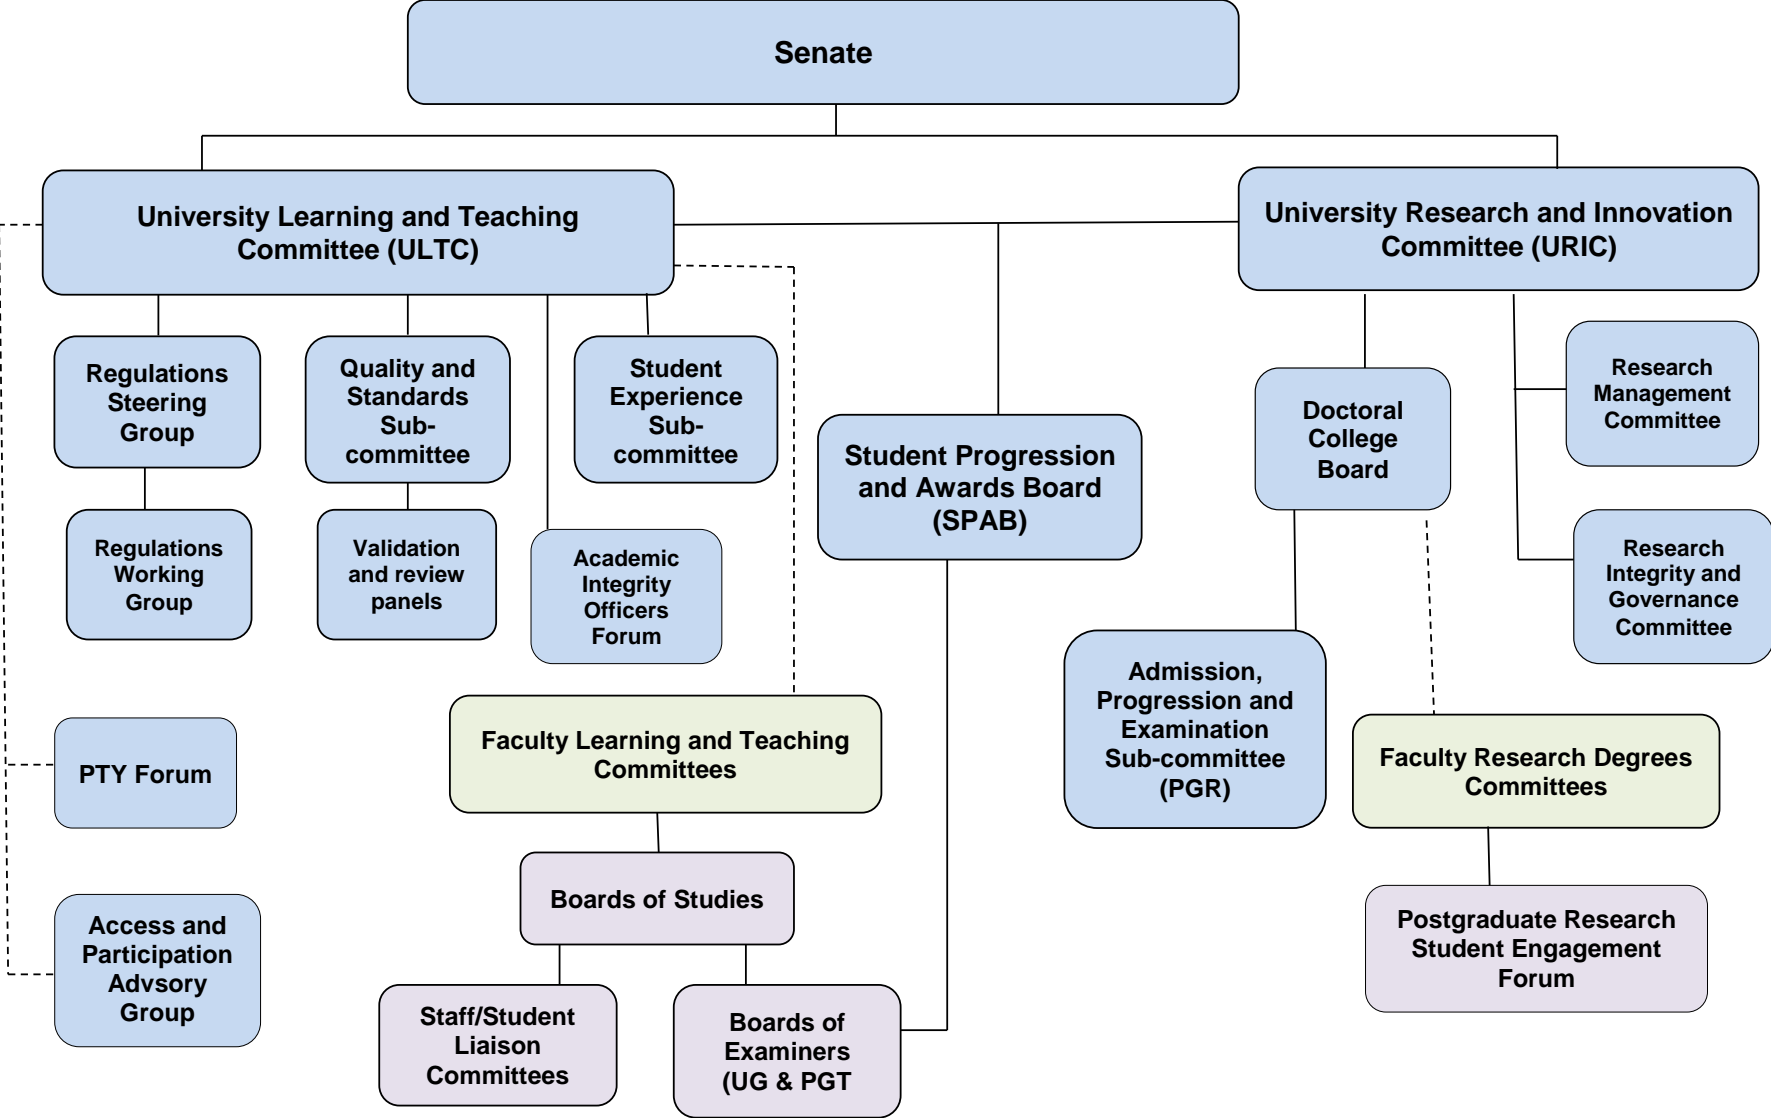 Senate
University Learning and Teaching
Committee (ULTC)
University Research and Innovation
Committee (URIC)
Regulations
Steering
Group
Quality and
Standards
Sub-
committee
Student
Experience
Sub-
committee
Student Progression
and Awards Board
(SPAB)
Doctoral
College
Board
Research
Management
Committee
Regulations
Working
Group
Validation
and review
panels
Academic
Integrity
Officers
Forum
Research
Integrity and
Governance
Committee
Admission,
Progression and
Examination
Sub-committee
(PGR)
PTY Forum
Faculty Learning and Teaching
Committees
Faculty Research Degrees
Committees
Boards of Studies
Access and
Participation
Advsory
Group
Postgraduate Research
Student Engagement
Forum
Staff/Student
Liaison
Committees
Boards of
Examiners
(UG & PGT